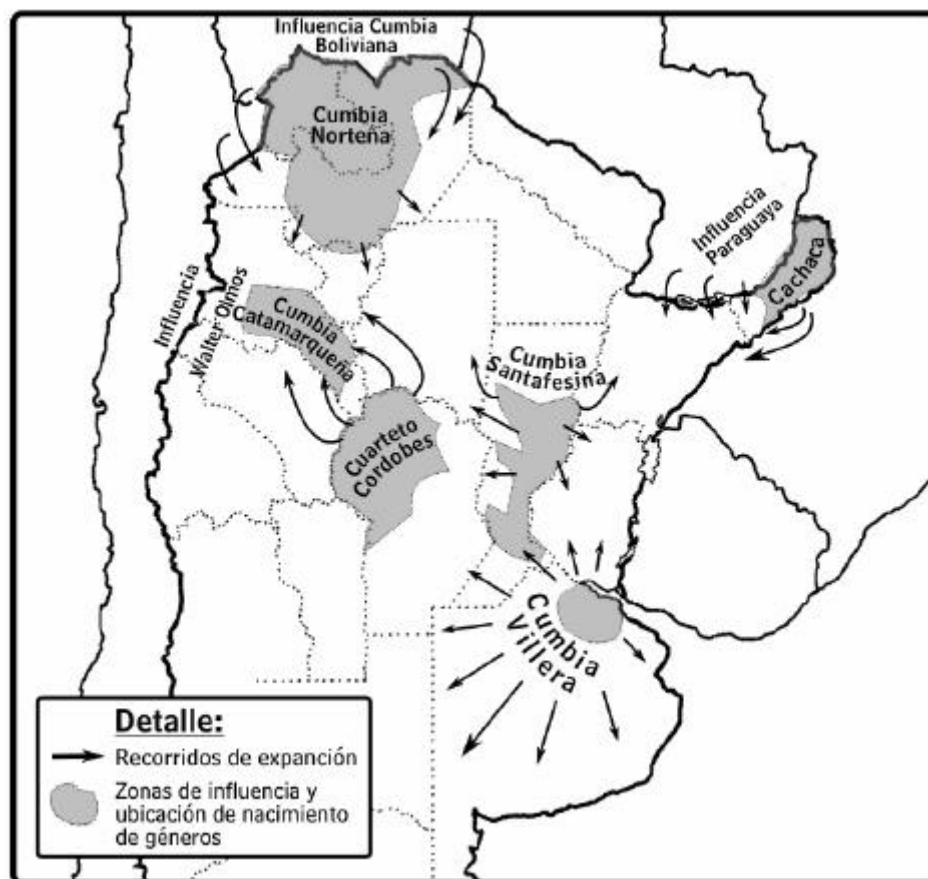 Influencia Cumbia
Boliviana
Cumbia
Norteña
Influencia
Paraguaya
Cachaca
Influencia
Walter Olmos
Cumbia
Catamarqueña
Cumbia
Santafesina
Cuarteto
Cordobes
Cumbia
Villera
Detalle:
Recorridos de expanción
Zonas de influencia y
ubicación de nacimiento
de géneros